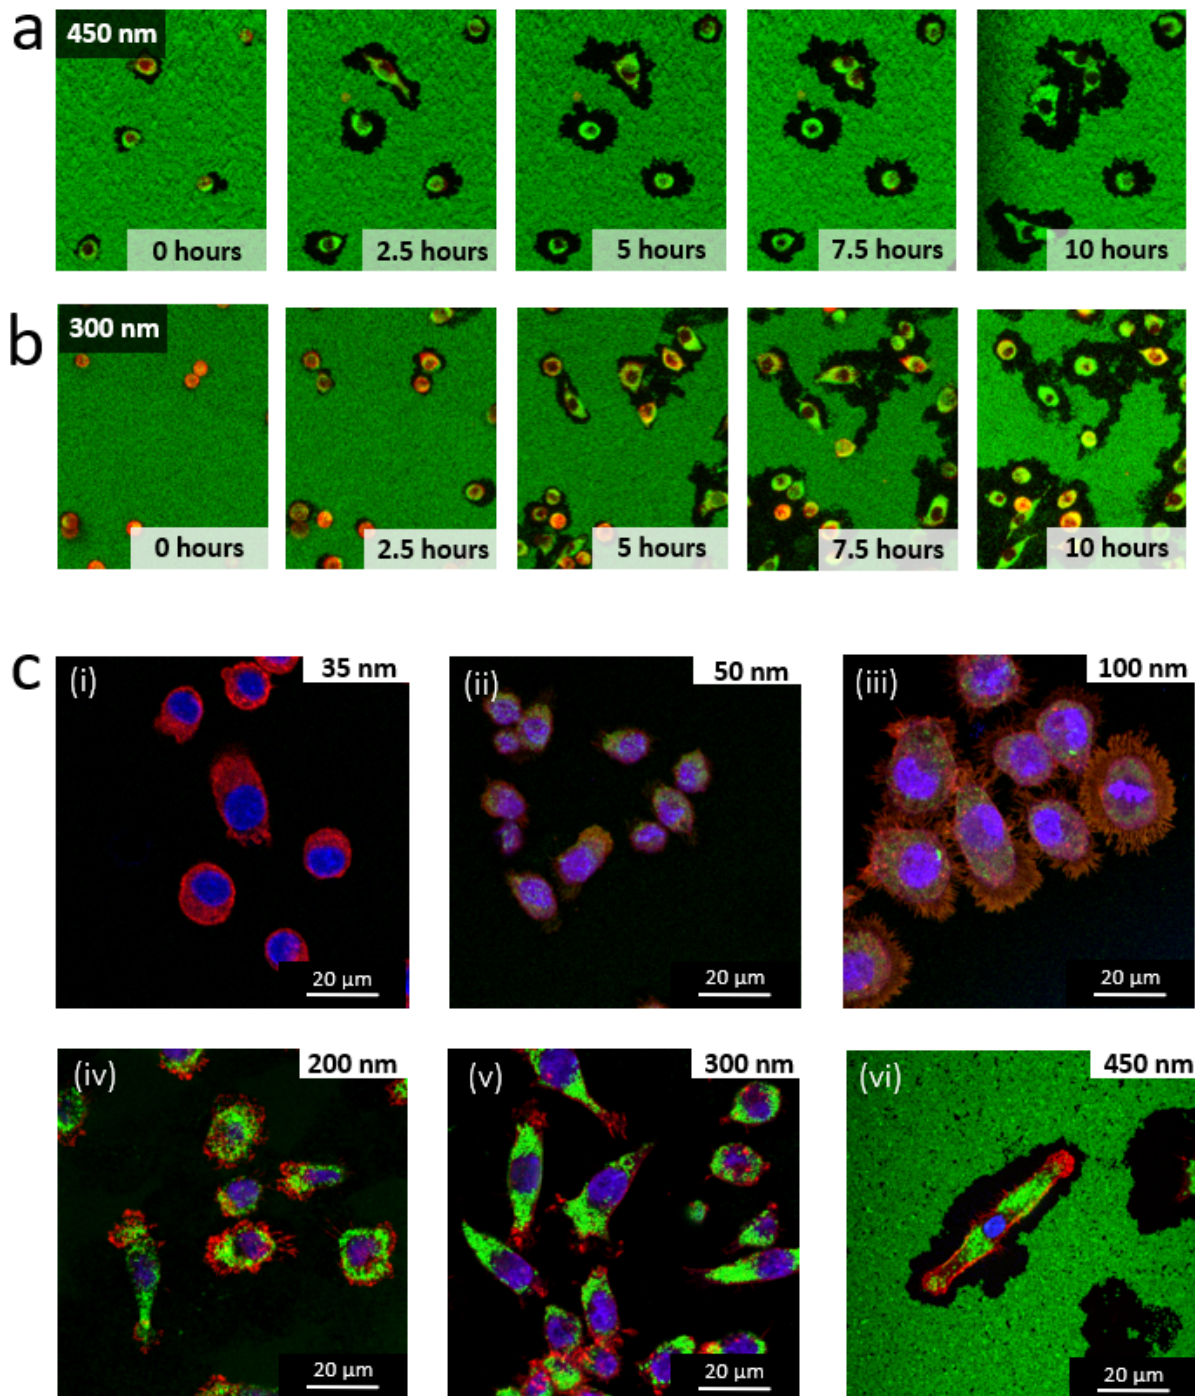 a
450 nm
0 hours
2.5 hours
5 hours
7.5 hours
10 hours
b
300 nm
0 hours
2.5 hours
5 hours
7.5 hours
10 hours
c
(i)
35 nm
20 µm
(ii)
50 nm
20 µm
(iii)
100 nm
20 µm
(iv)
200 nm
20 µm
(v)
300 nm
20 µm
(vi)
450 nm
20 µm